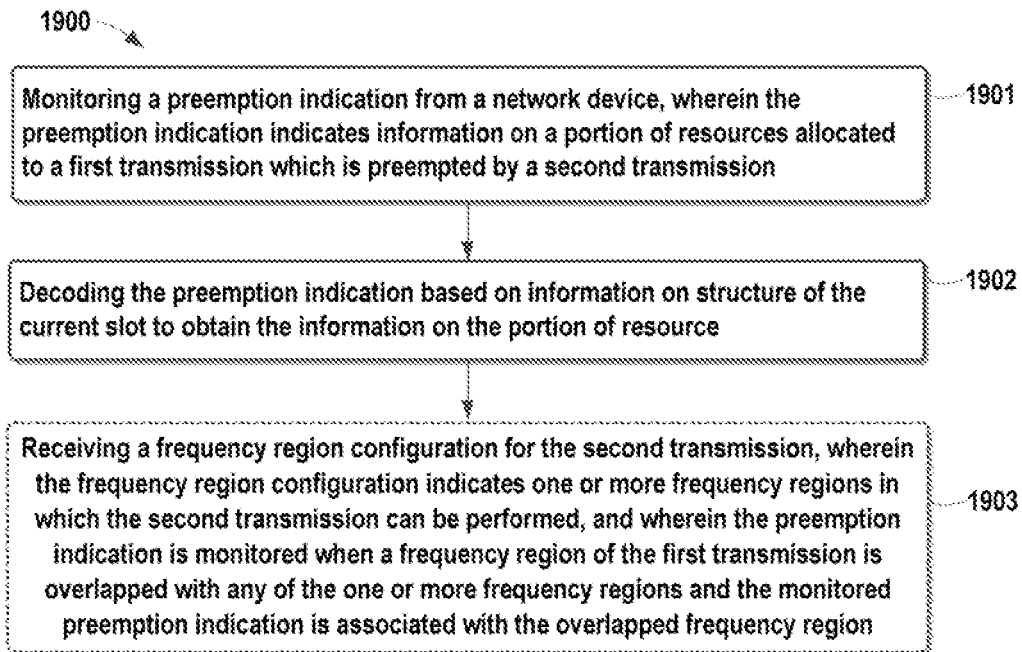 1900
Monitoring a preemption indication from a network device, wherein the
preemption indication indicates information on a portion of resources allocated
to a first transmission which is preempted by a second transmission
1901
Decoding the preemption indication based on information on structure of the
current slot to obtain the information on the portion of resource
1902
Receiving a frequency region configuration for the second transmission, wherein
the frequency region configuration indicates one or more frequency regions in
which the second transmission can be performed, and wherein the preemption
indication is monitored when a frequency region of the first transmission is
overlapped with any of the one or more frequency regions and the monitored
preemption indication is associated with the overlapped frequency region
1903